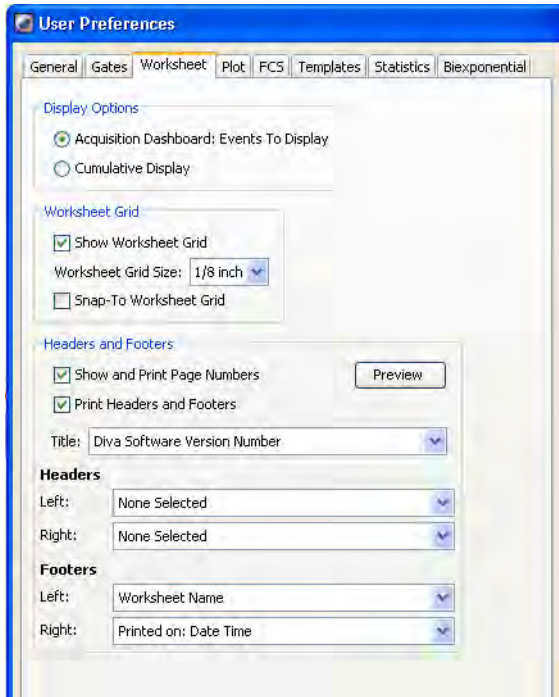 User Preferences
General Gates Worksheet Plot FCS Templates Statistics Biexponential
Display Options
Acquisition Dashboard: Events To Display
Cumulative Display
Worksheet Grid
Show Worksheet Grid
Worksheet Grid Size: 1/8 inch
Snap-To Worksheet Grid
Headers and Footers
Show and Print Page Numbers Preview
Print Headers and Footers
Title: Diva Software Version Number
Headers
Left: None Selected
Right: None Selected
Footers
Left: Worksheet Name
Right: Printed on: Date Time